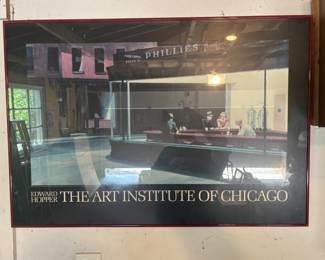 PHILLIES
EDWARD
HOPPER
THE ART INSTITUTE OF CHICAGO